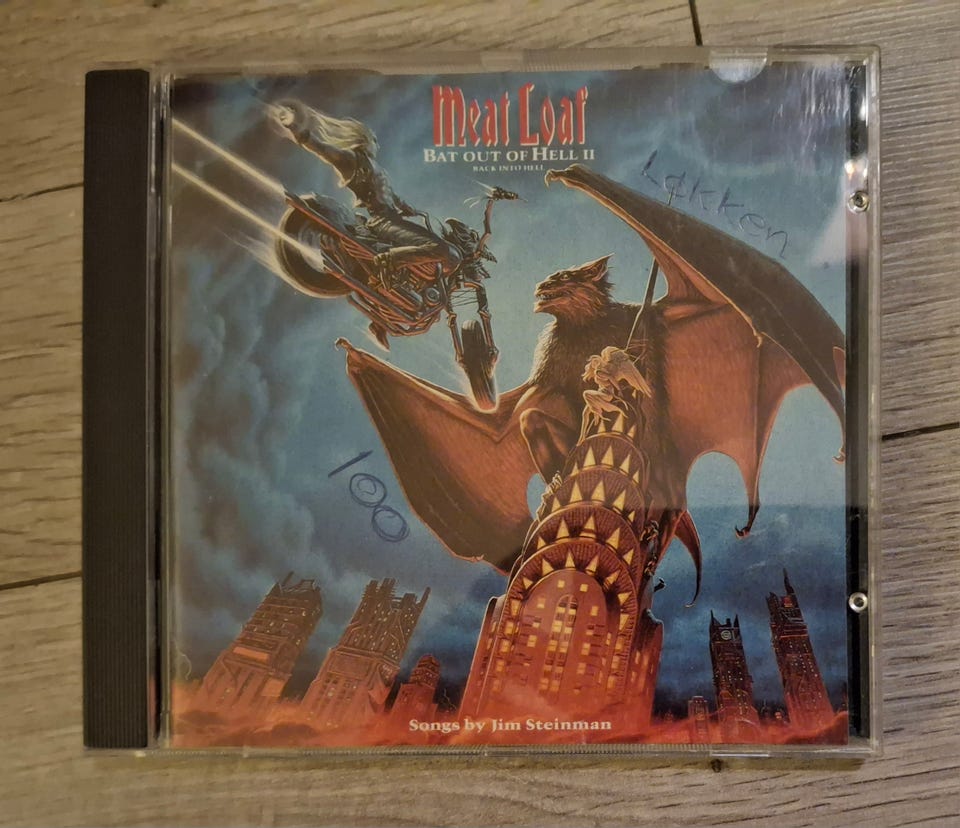 Meat Loaf
BAT OUT OF HELL II
BACK INTO HELL
Løkken
100
Songs by Jim Steinman